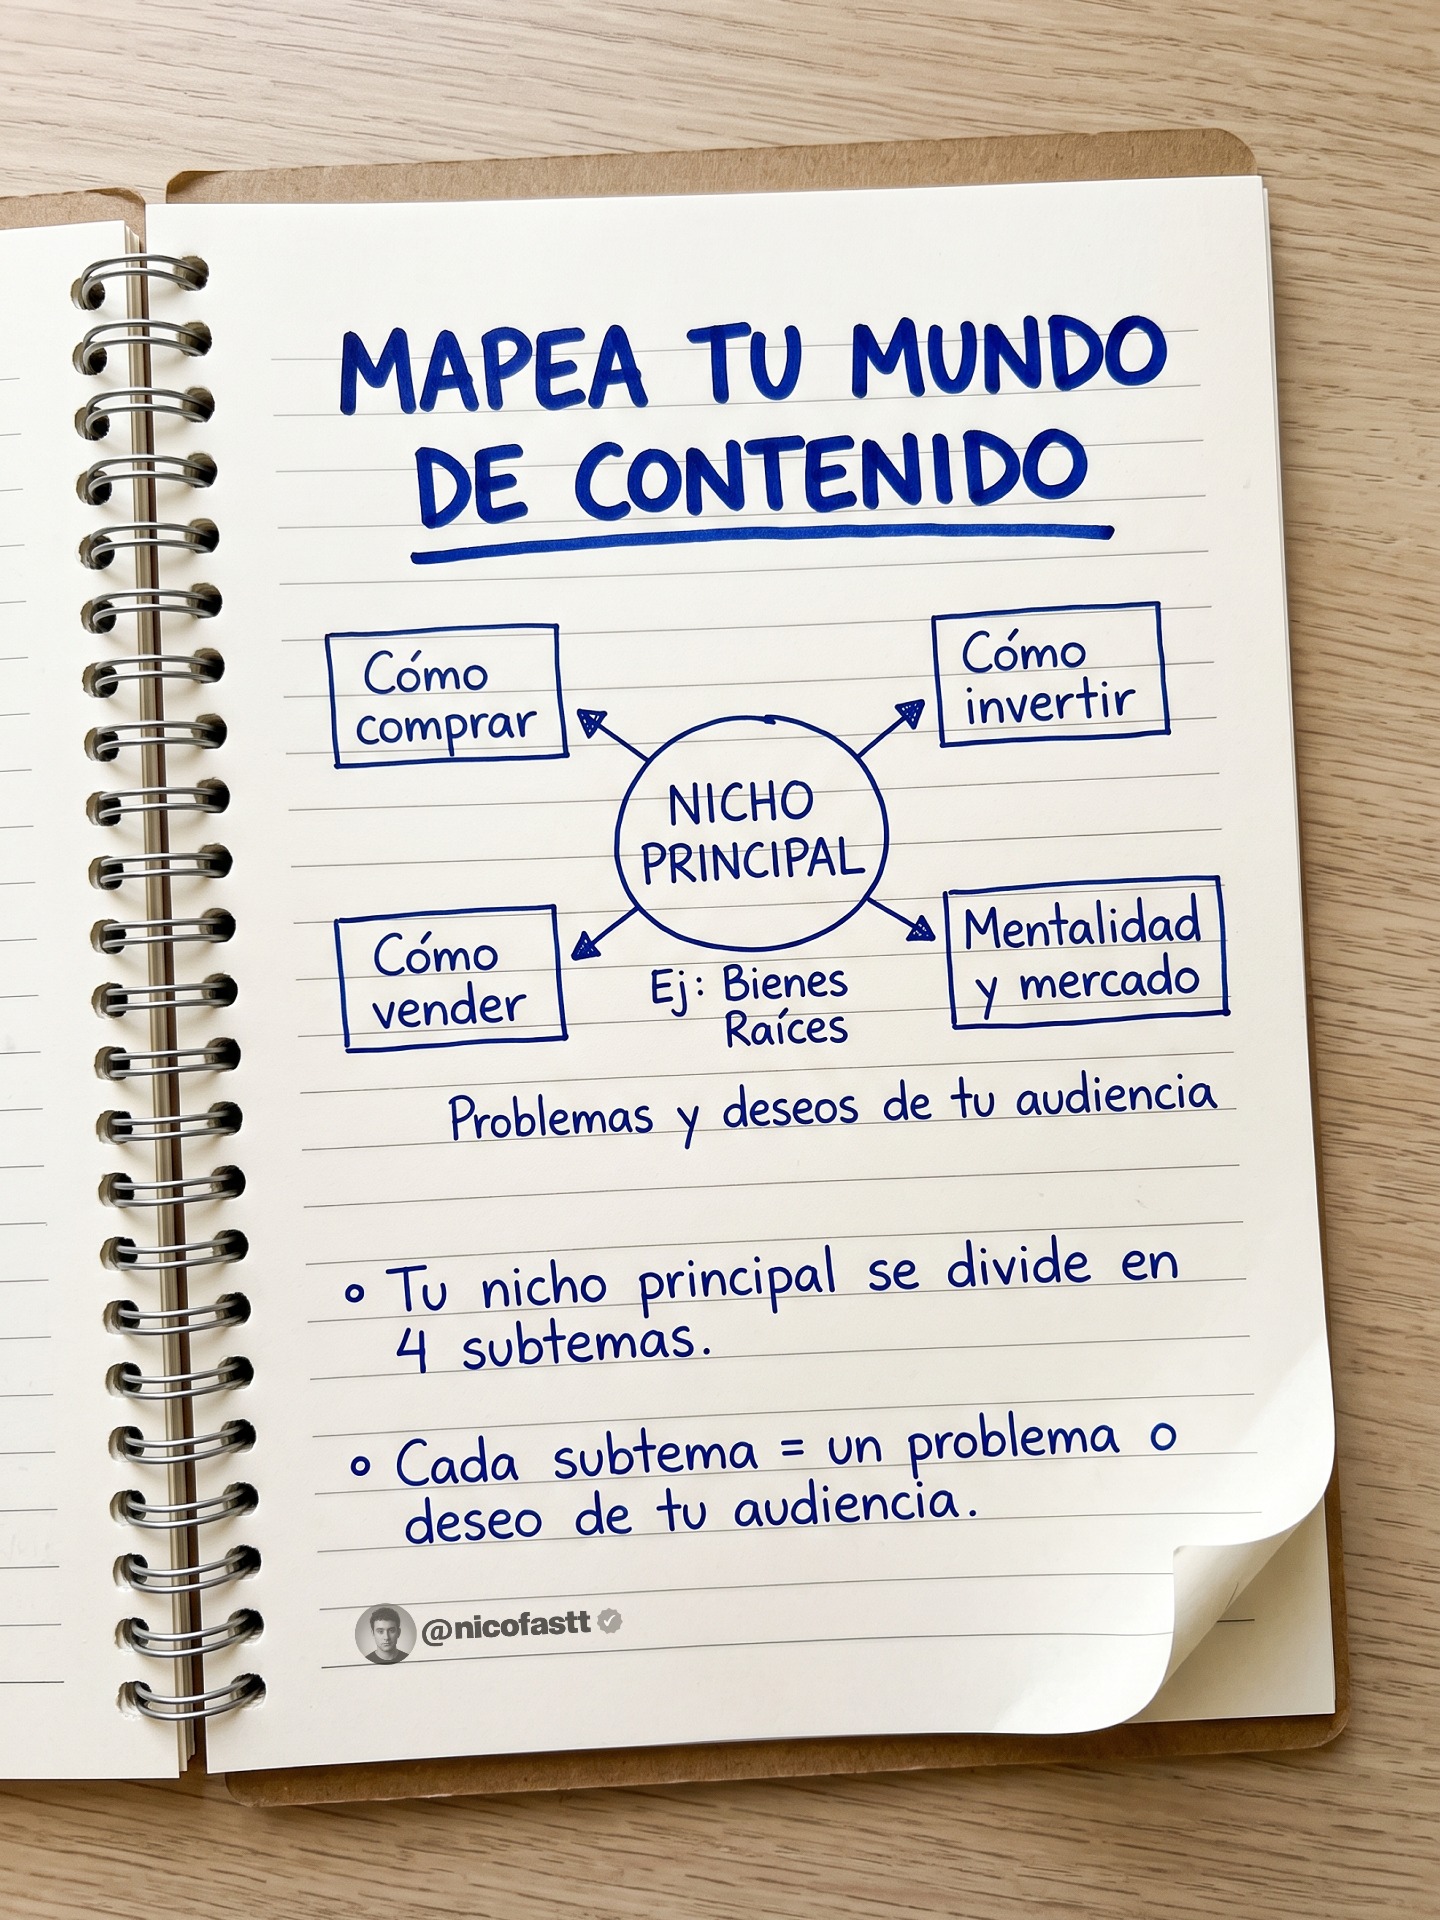 MAPEA TU MUNDO
DE CONTENIDO
Cómo
comprar
Cómo
invertir
NICHO
PRINCIPAL
Cómo
vender
Mentalidad
y mercado
Ej: Bienes
Raíces
Problemas y deseos de tu audiencia
° Tu nicho principal se divide en
4 subtemas.
° Cada subtema = un problema o
deseo de tu audiencia.
@nicofastt